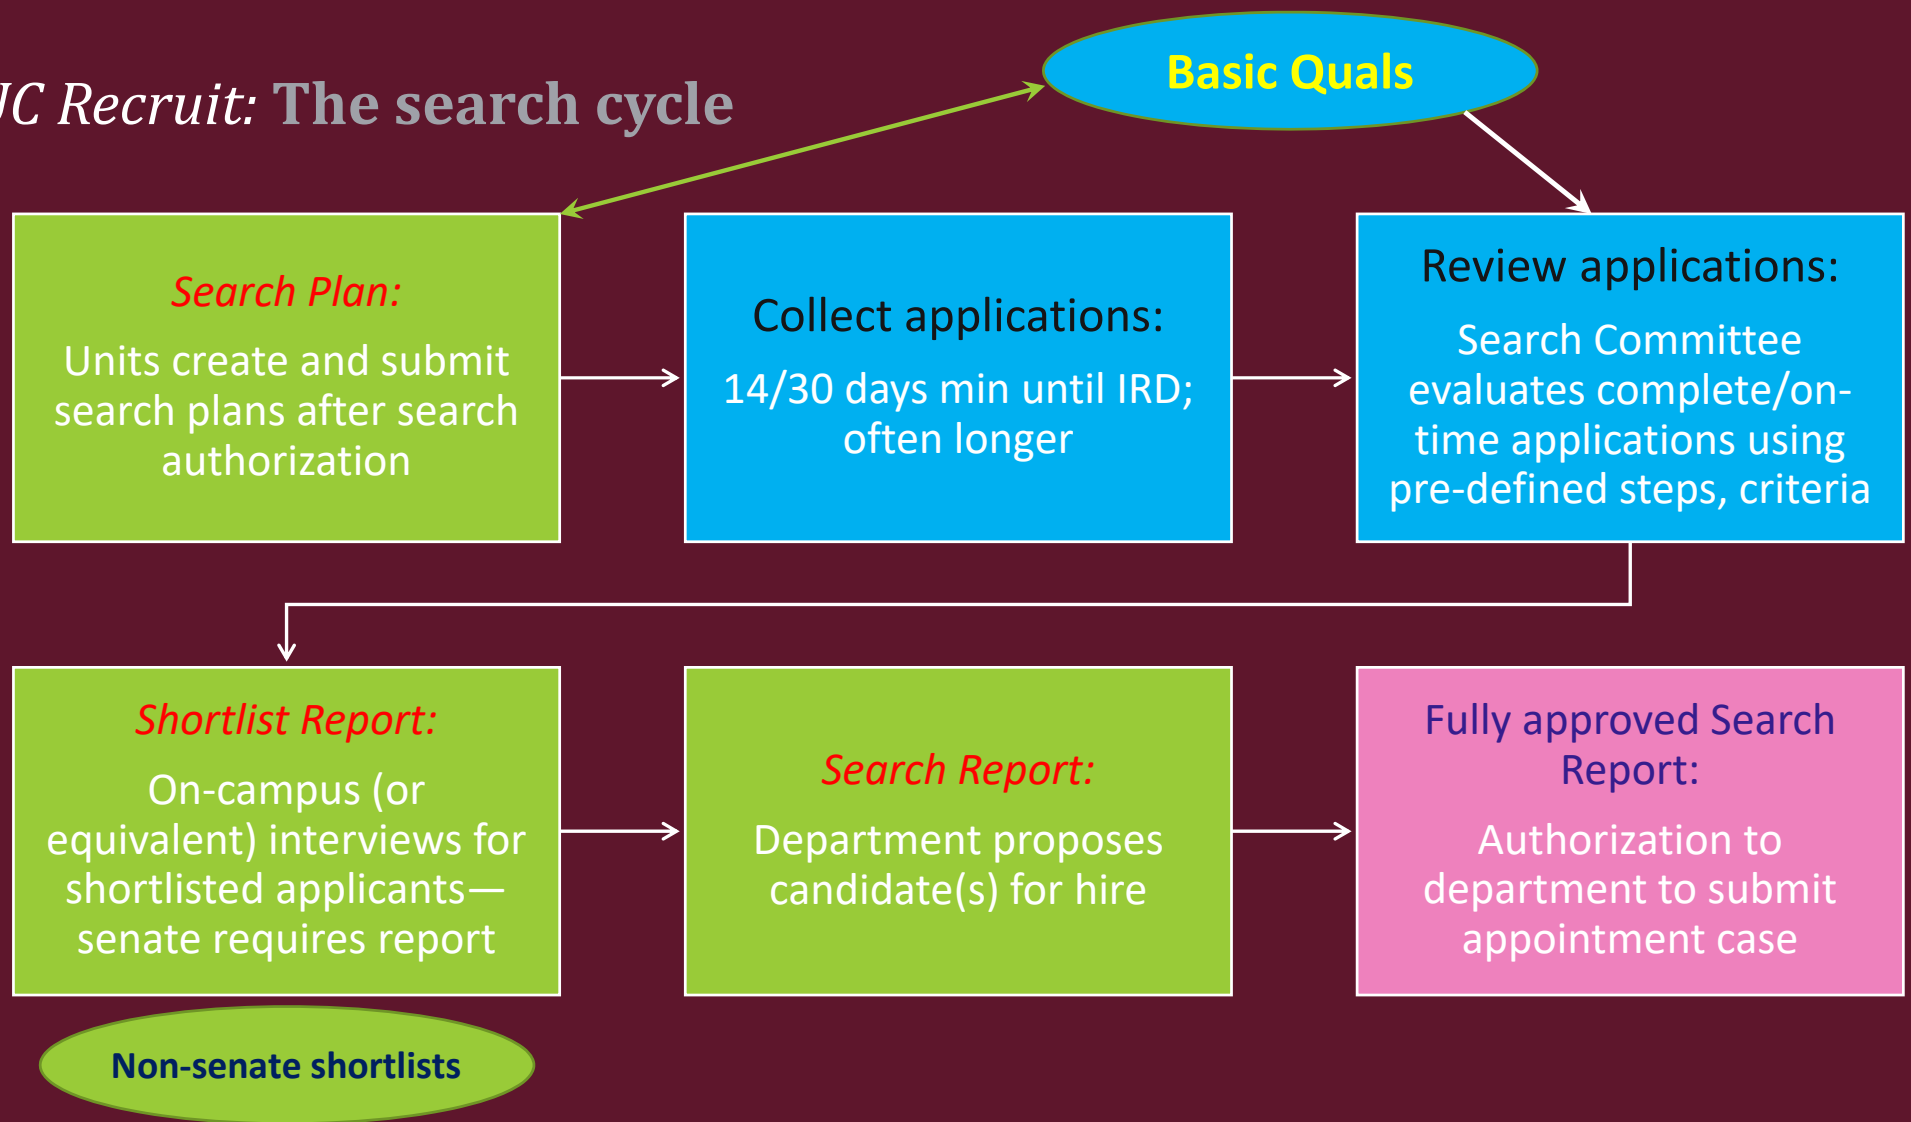 UC Recruit: The search cycle
Basic Quals
Search Plan:
Units create and submit
search plans after search
authorization
Collect applications:
14/30 days min until IRD;
often longer
Review applications:
Search Committee
evaluates complete/on-
time applications using
pre-defined steps, criteria
Shortlist Report:
On-campus (or
equivalent) interviews for
shortlisted applicants—
senate requires report
Search Report:
Department proposes
candidate(s) for hire
Fully approved Search
Report:
Authorization to
department to submit
appointment case
Non-senate shortlists